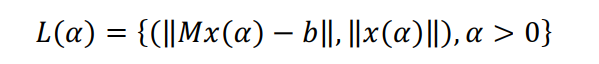 L(α) = {(‖Mx(α) − b‖, ‖x(α)‖), α > 0}